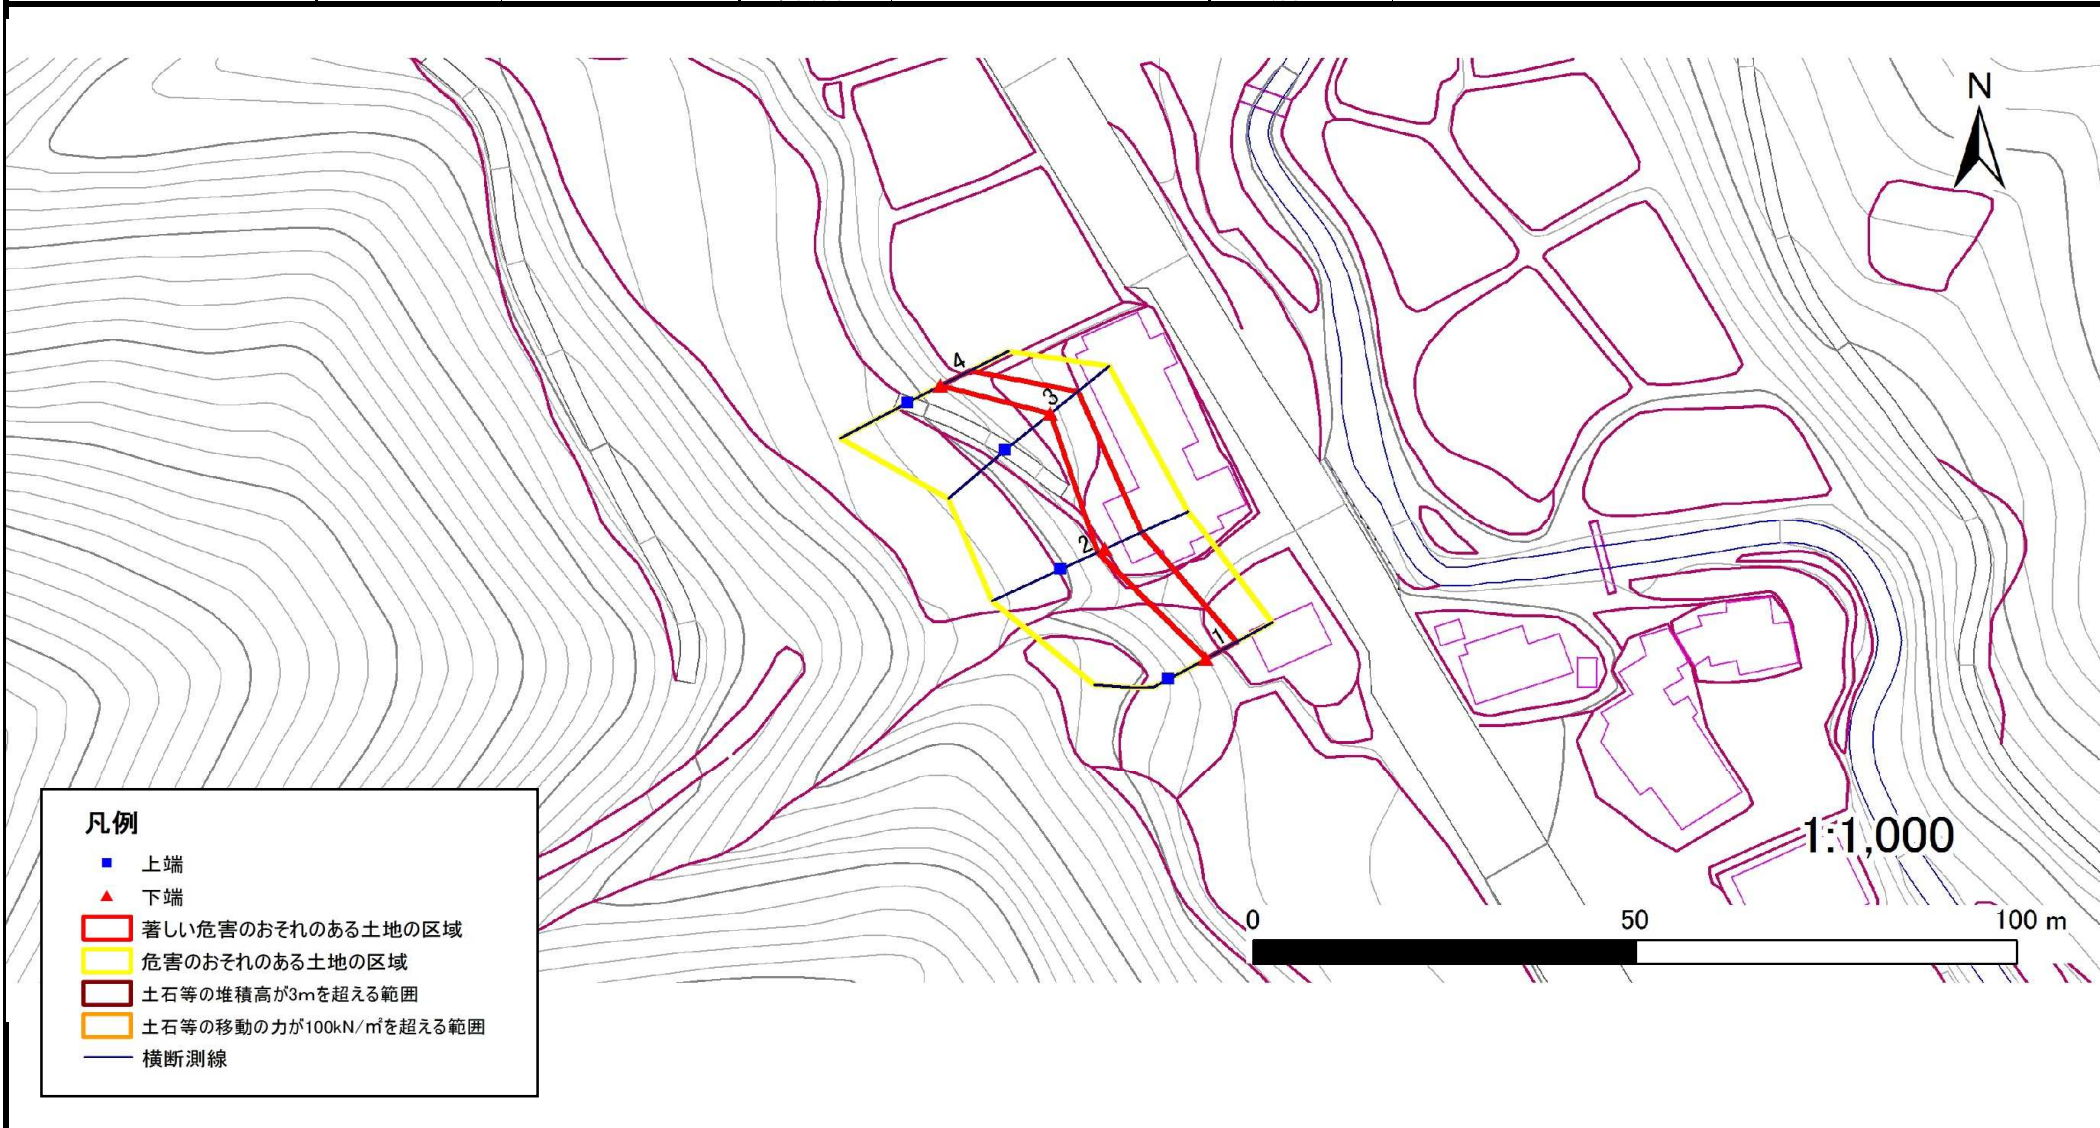 N
4
3
2
1
1:1,000
0 50 100 m
凡例
上端
下端
著しい危害のおそれのある土地の区域
危害のおそれのある土地の区域
土石等の堆積高が3mを超える範囲
土石等の移動の力が100kN/㎡を超える範囲
横断測線